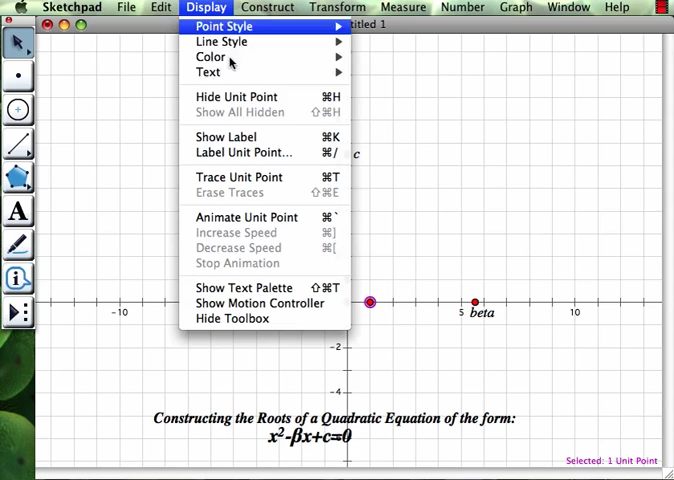 Sketchpad File Edit Display Construct Transform Measure Number Graph Window Help
Untitled 1
Point Style
Line Style
Color
Text
Hide Unit Point ⌘H
Show All Hidden ⇧⌘H
Show Label ⌘K
Label Unit Point... ⌘/
c
Trace Unit Point ⌘T
Erase Traces ⇧⌘E
Animate Unit Point ⌘`
Increase Speed ⌘]
Decrease Speed ⌘[
Stop Animation
Show Text Palette ⇧⌘T
Show Motion Controller
Hide Toolbox
A
i
-10 5 10
beta
-2
-4
Constructing the Roots of a Quadratic Equation of the form:
x²-βx+c=0
Selected: 1 Unit Point